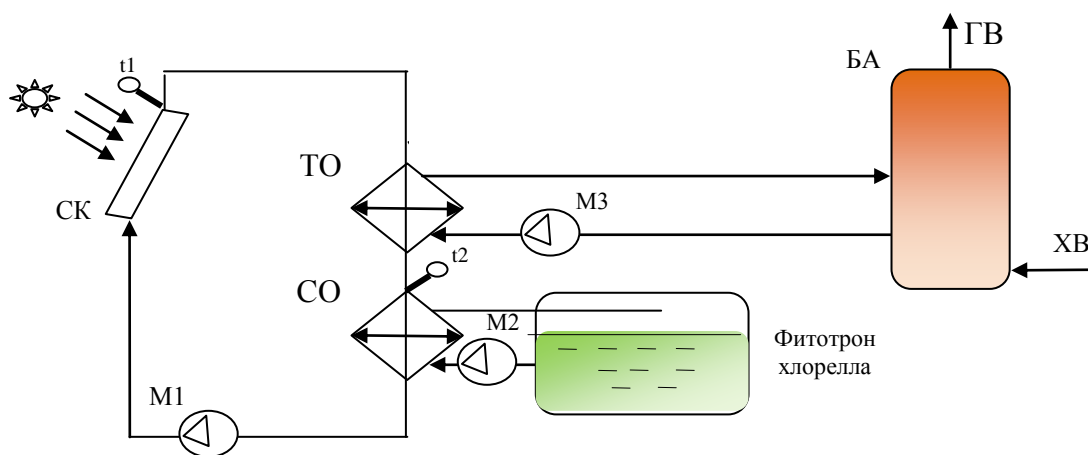 ГВ
БА
t1
ТО
М3
СК
ХВ
t2
СО
М2
Фитотрон
хлорелла
М1